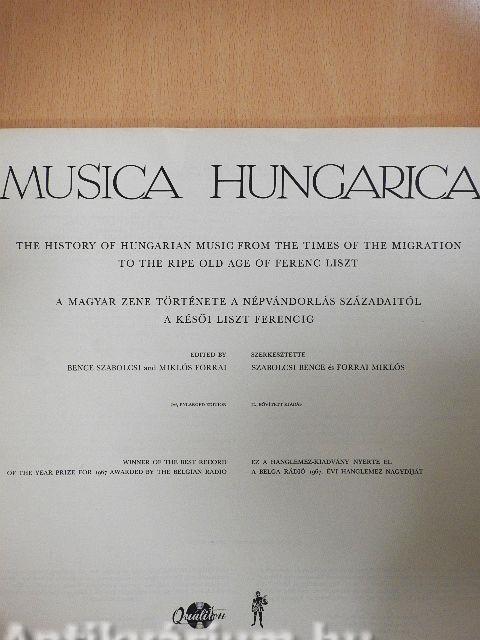 MUSICA HUNGARICA
THE HISTORY OF HUNGARIAN MUSIC FROM THE TIMES OF THE MIGRATION
TO THE RIPE OLD AGE OF FERENC LISZT
A MAGYAR ZENE TÖRTÉNETE A NÉPVÁNDORLÁS SZÁZADAITÓL
A KÉSŐI LISZT FERENCIG
EDITED BY
BENCE SZABOLCSI and MIKLÓS FORRAI
SZERKESZTETTE
SZABOLCSI BENCE és FORRAI MIKLÓS
ENLARGED EDITION
II., BŐVÍTETT KIADÁS
WINNER OF THE BEST RECORD
OF THE YEAR PRIZE FOR 1967 AWARDED BY THE BELGIAN RADIO
EZ A HANGLEMEZ-KIADVÁNY NYERTE EL
A BELGA RÁDIÓ 1967. ÉVI HANGLEMEZ NAGYDÍJÁT
Qualiton
Antikvarium.hu